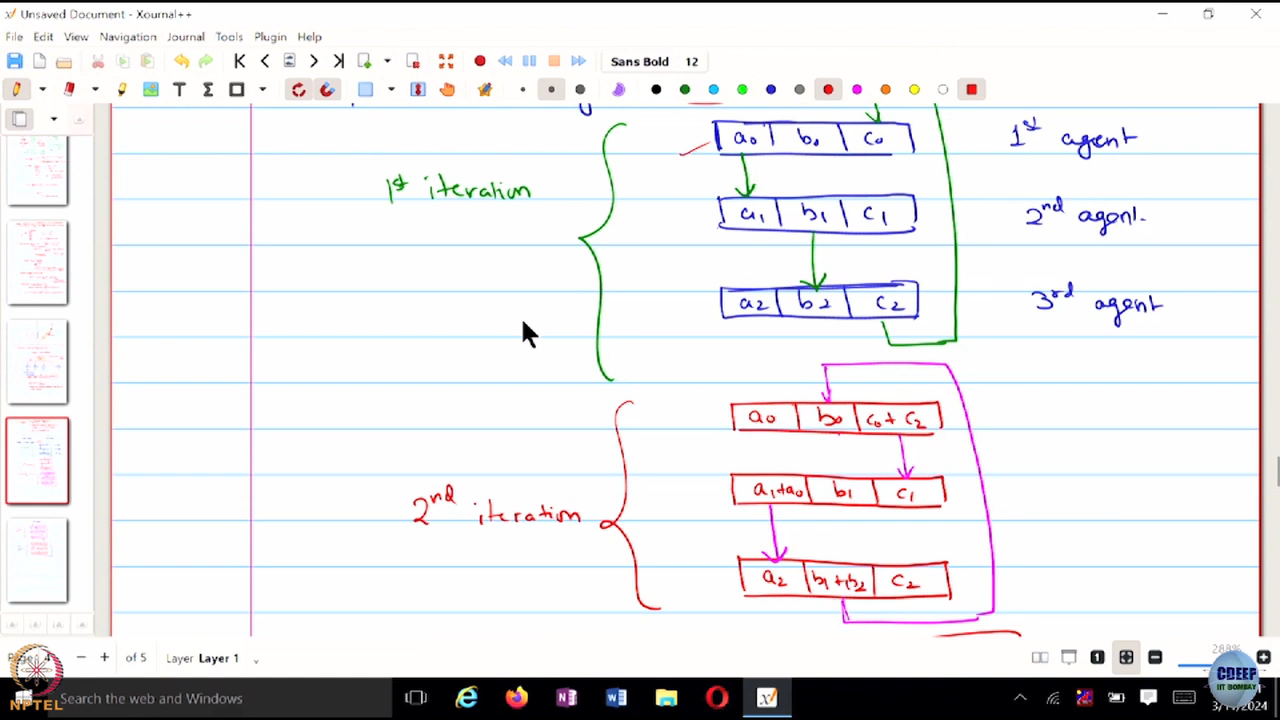 Unsaved Document - Xournal++
File Edit View Navigation Journal Tools Plugin Help
Sans Bold 12
a₀ b₀ c₀ 1st agent
1st iteration
a₁ b₁ c₁ 2nd agent.
a₂ b₂ c₂ 3rd agent
a₀ b₀ c₀+c₂
2nd iteration
a₁+a₀ b₁ c₁
a₂ b₁+b₂ c₂
of 5 Layer Layer 1
288%
NPTEL
Search the web and Windows
CDEEP
IIT BOMBAY